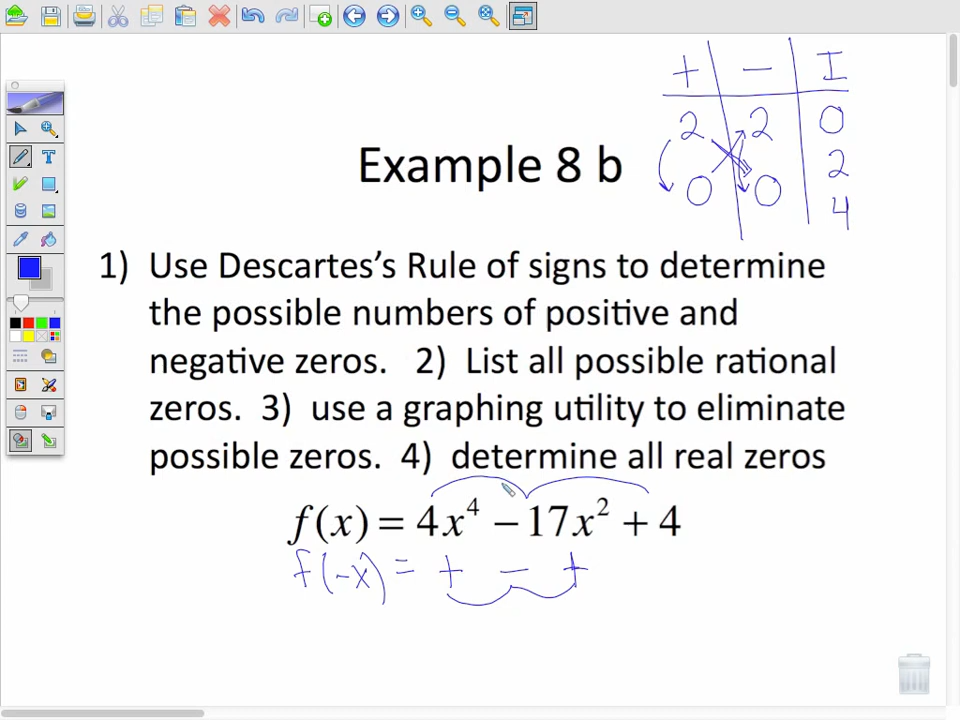 + − I
2 2 0
2
0 0
4
Example 8 b
1) Use Descartes's Rule of signs to determine
the possible numbers of positive and
negative zeros. 2) List all possible rational
zeros. 3) use a graphing utility to eliminate
possible zeros. 4) determine all real zeros
f(x) = 4x⁴ − 17x² + 4
f(−x) = + − +